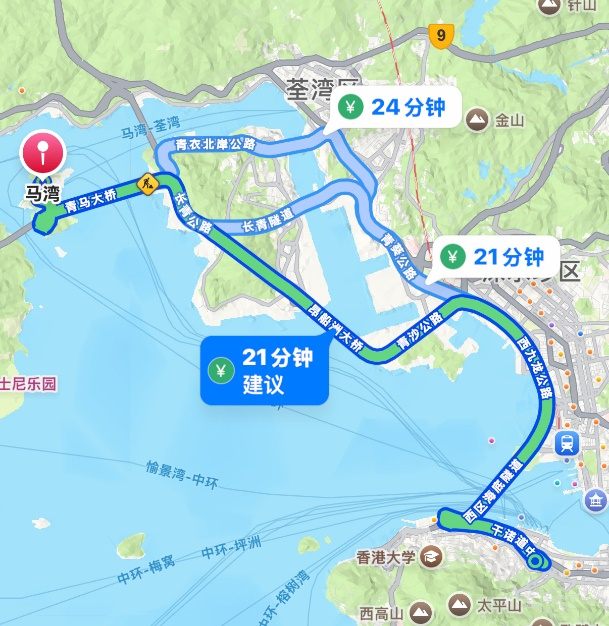 针山
9
荃湾区
24分钟
金山
马湾-荃湾
青衣北岸公路
马湾
青马大桥
长青公路
长青隧道
青葵公路
21分钟
区
昂船洲大桥
青沙公路
21分钟
建议
西九龙公路
士尼乐园
愉景湾-中环
西区海底隧道
干诺道中
中环-坪洲
中环-梅窝
中环-榕树湾
香港大学
西高山
太平山